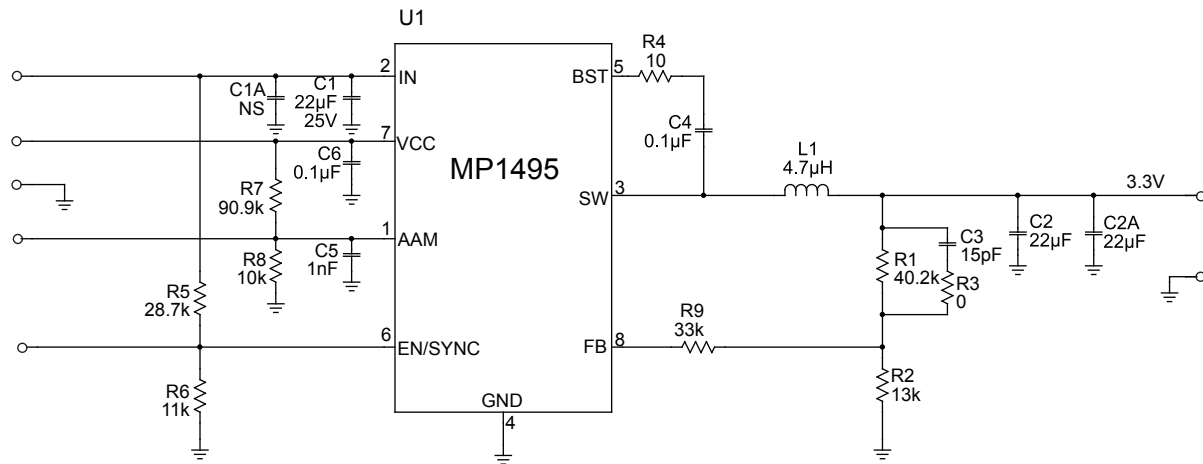 U1
2
IN
C1A
NS
C1
22µF
25V
7
VCC
C6
0.1µF
R7
90.9k
1
AAM
R8
10k
C5
1nF
R5
28.7k
6
EN/SYNC
R6
11k
MP1495
GND
4
BST
5
R4
10
C4
0.1µF
SW
3
L1
4.7µH
3.3V
C2
22µF
C2A
22µF
C3
15pF
R1
40.2k
R3
0
R9
33k
FB
8
R2
13k